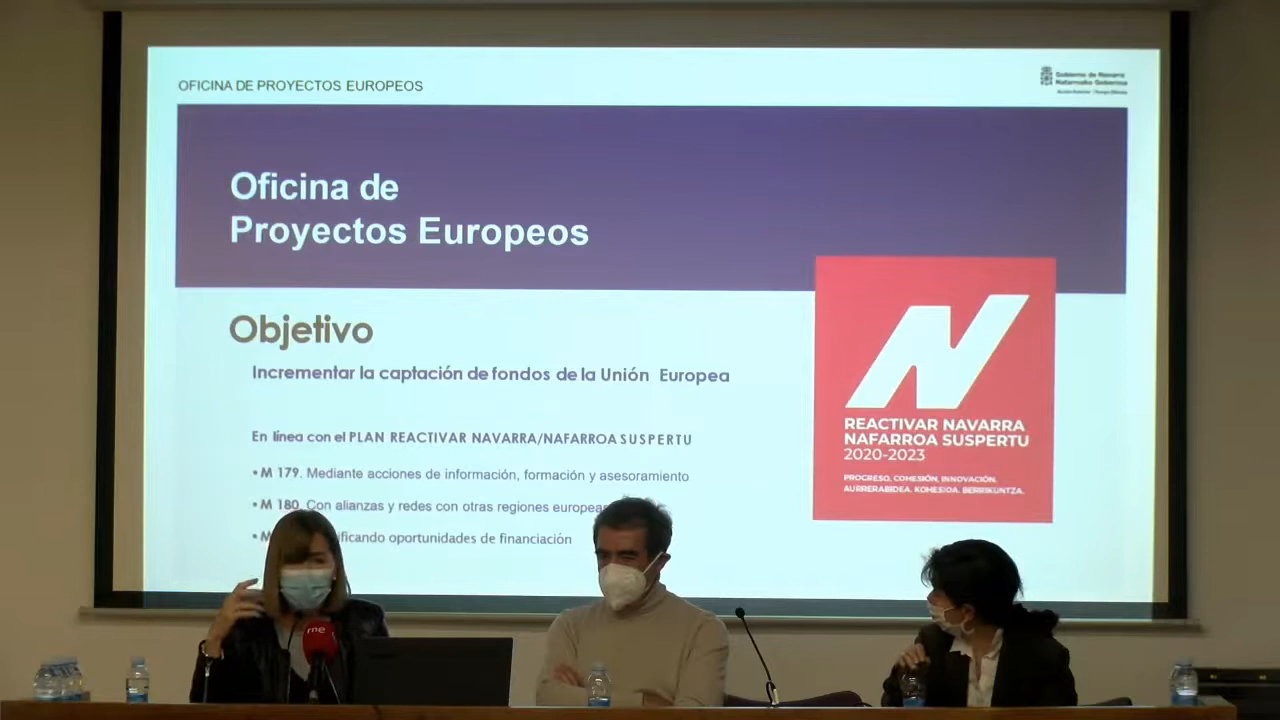 OFICINA DE PROYECTOS EUROPEOS
Gobierno de Navarra
Nafarroako Gobernua
Oficina de
Proyectos Europeos
Objetivo
Incrementar la captación de fondos de la Unión Europea
En línea con el PLAN REACTIVAR NAVARRA/NAFARROA SUSPERTU
• M 179. Mediante acciones de información, formación y asesoramiento
• M 180. Con alianzas y redes con otras regiones
• M
ificando oportunidades de financiación
REACTIVAR NAVARRA
NAFARROA SUSPERTU
2020-2023
PROGRESO, COHESIÓN, INNOVACIÓN.
AURRERABIDEA. KOHESIOA. BERRIKUNTZA.
rne